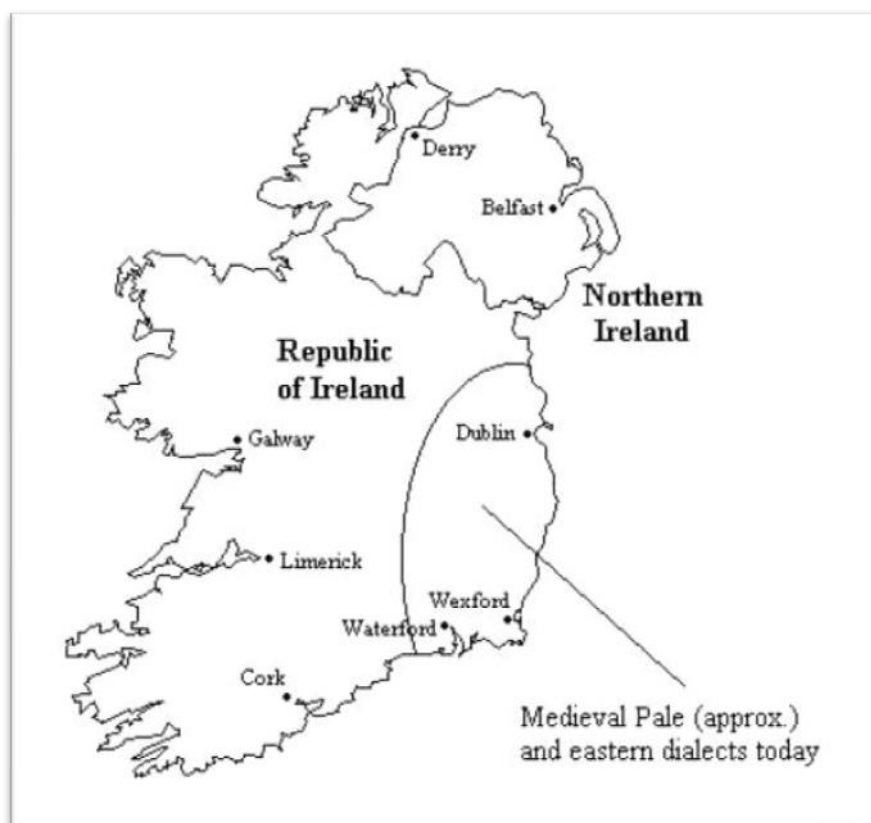 Derry
Belfast
Northern
Ireland
Republic
of Ireland
Dublin
Galway
Limerick
Wexford
Waterford
Cork
Medieval Pale (approx.)
and eastern dialects today